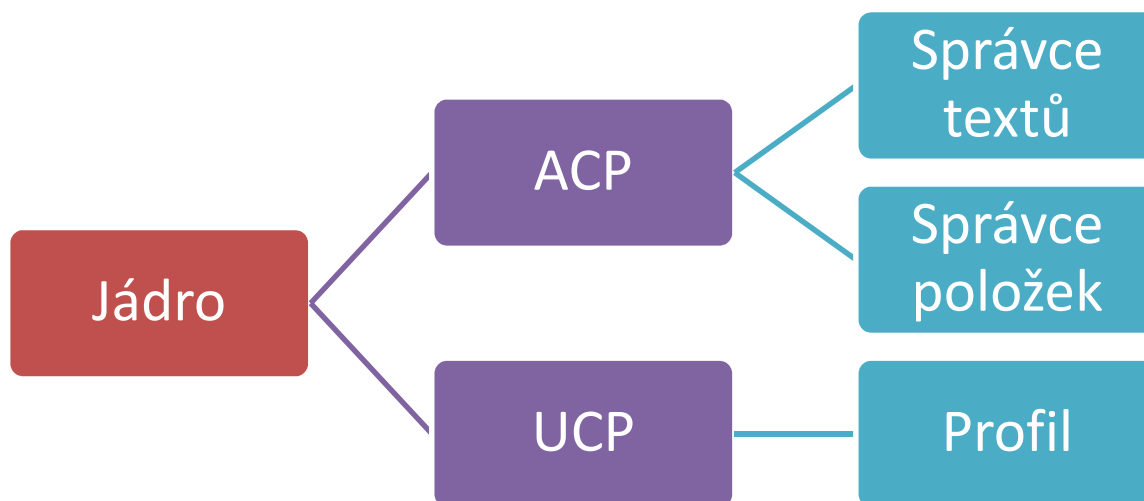 Jádro
ACP
UCP
Správce
textů
Správce
položek
Profil